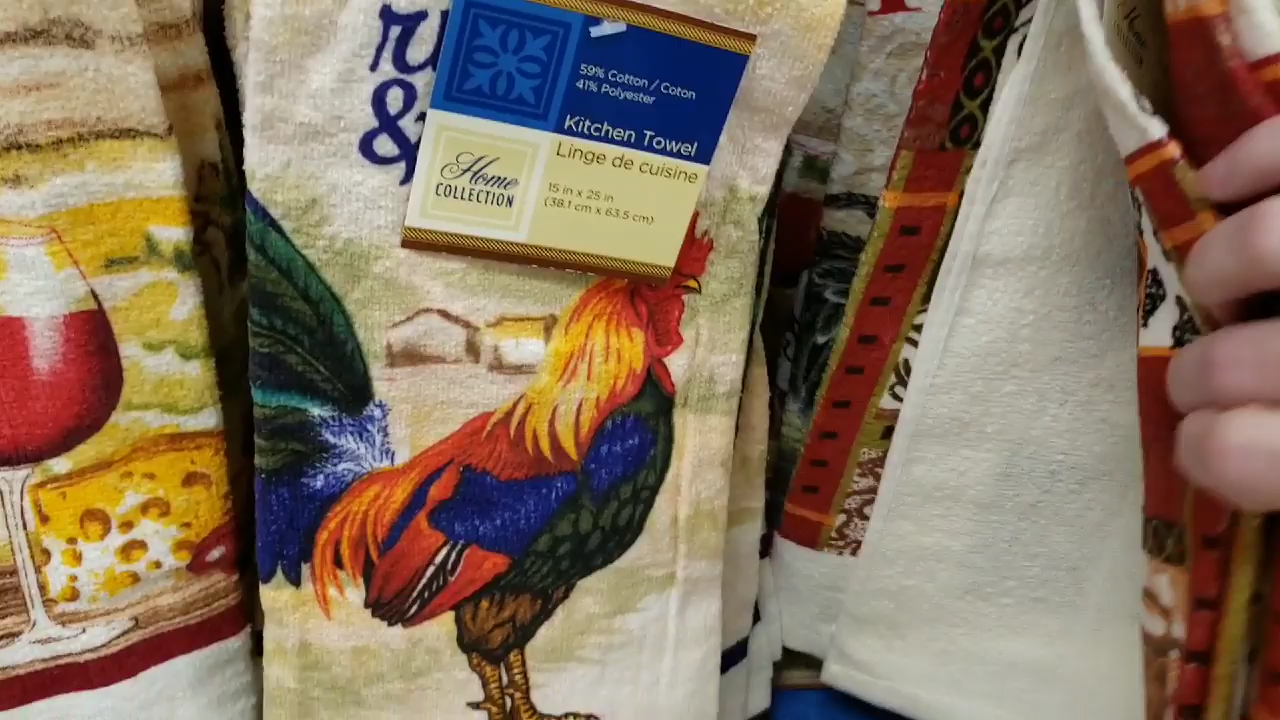 &
59% Cotton / Coton
41% Polyester
Kitchen Towel
Linge de cuisine
Home
COLLECTION
15 in x 25 in
(38.1 cm x 63.5 cm)